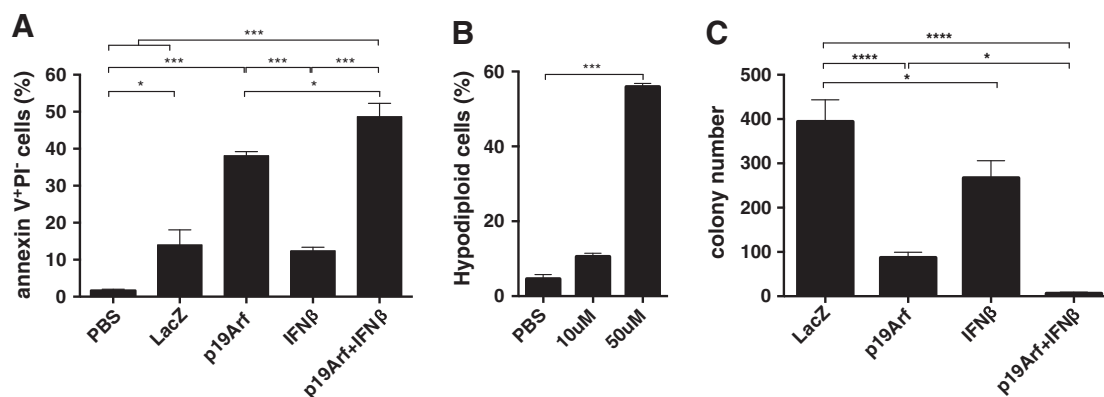 A
***
***
***
***
*
*
annexin V⁺PI⁻ cells (%)
60
50
40
30
20
10
0
PBS
LacZ
p19Arf
IFNβ
p19Arf+IFNβ
B
***
Hypodiploid cells (%)
60
40
20
0
PBS
10uM
50uM
C
****
****
*
*
colony number
500
400
300
200
100
0
LacZ
p19Arf
IFNβ
p19Arf+IFNβ